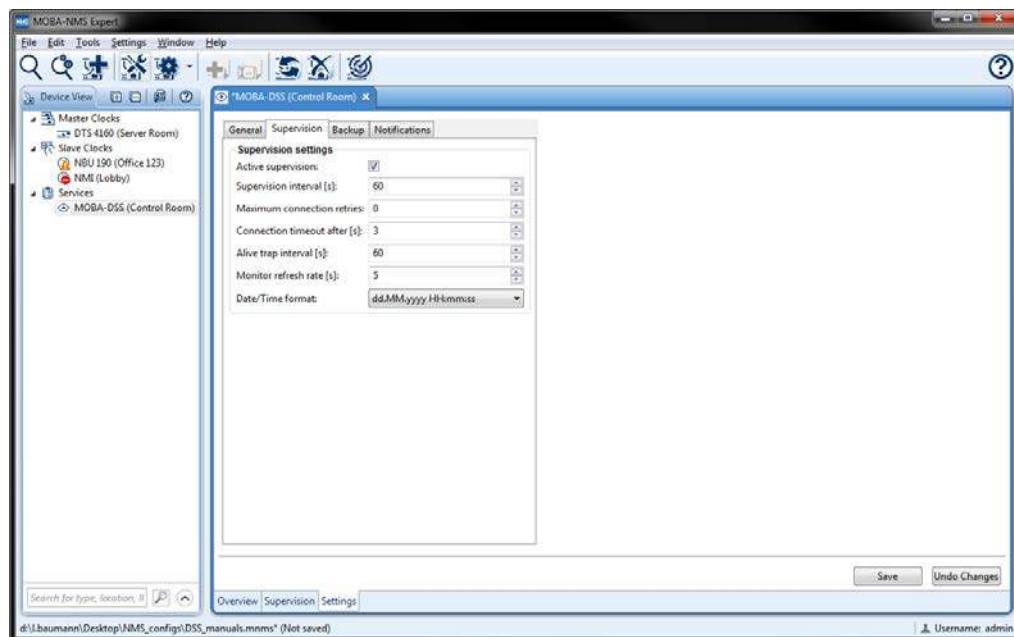 MOBA-NMS Expert
File Edit Tools Settings Window Help
Device View
*MOBA-DSS (Control Room)
Master Clocks
DTS 4160 (Server Room)
Slave Clocks
NBU 190 (Office 123)
NMI (Lobby)
Services
MOBA-DSS (Control Room)
General Supervision Backup Notifications
Supervision settings
Active supervision:
Supervision interval [s]: 60
Maximum connection retries: 0
Connection timeout after [s]: 3
Alive trap interval [s]: 60
Monitor refresh rate [s]: 5
Date/Time format: dd.MM.yyyy HH:mm:ss
Save Undo Changes
Search for type, location,
Overview Supervision Settings
d:\l.baumann\Desktop\NMS_configs\DSS_manuals.mnms* (Not saved)
Username: admin